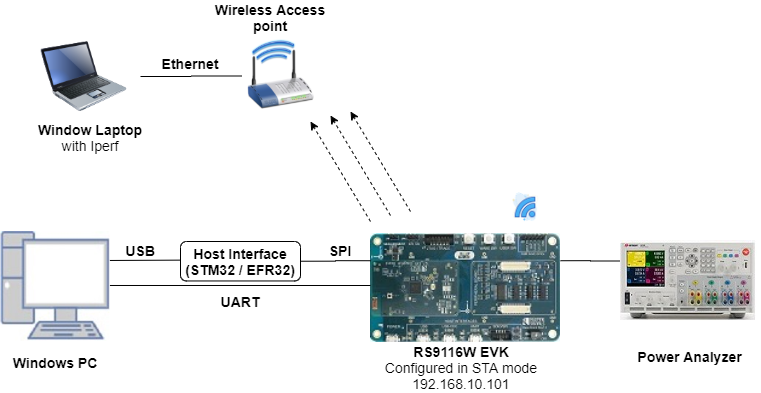 Wireless Access
point
Ethernet
Window Laptop
with Iperf
USB
Host Interface
(STM32 / EFR32)
SPI
UART
Windows PC
RS9116W EVK
Configured in STA mode
192.168.10.101
Power Analyzer